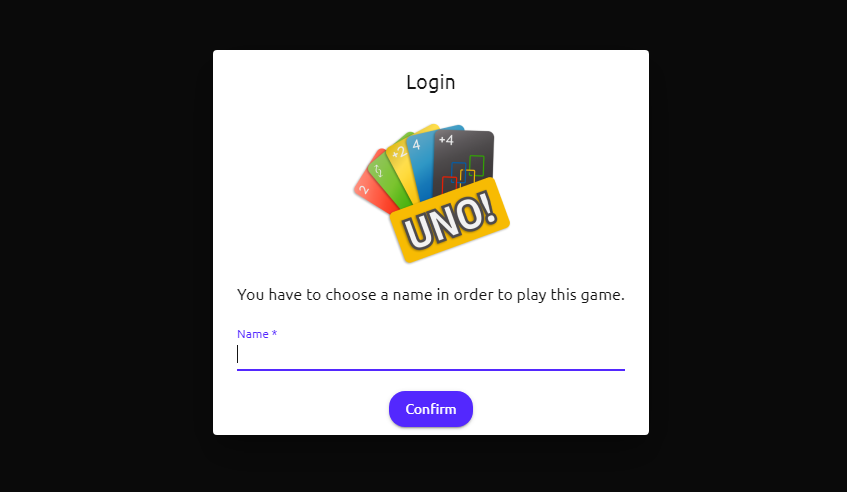 Login
2
+2
4
+4
UNO!
You have to choose a name in order to play this game.
Name *
Confirm